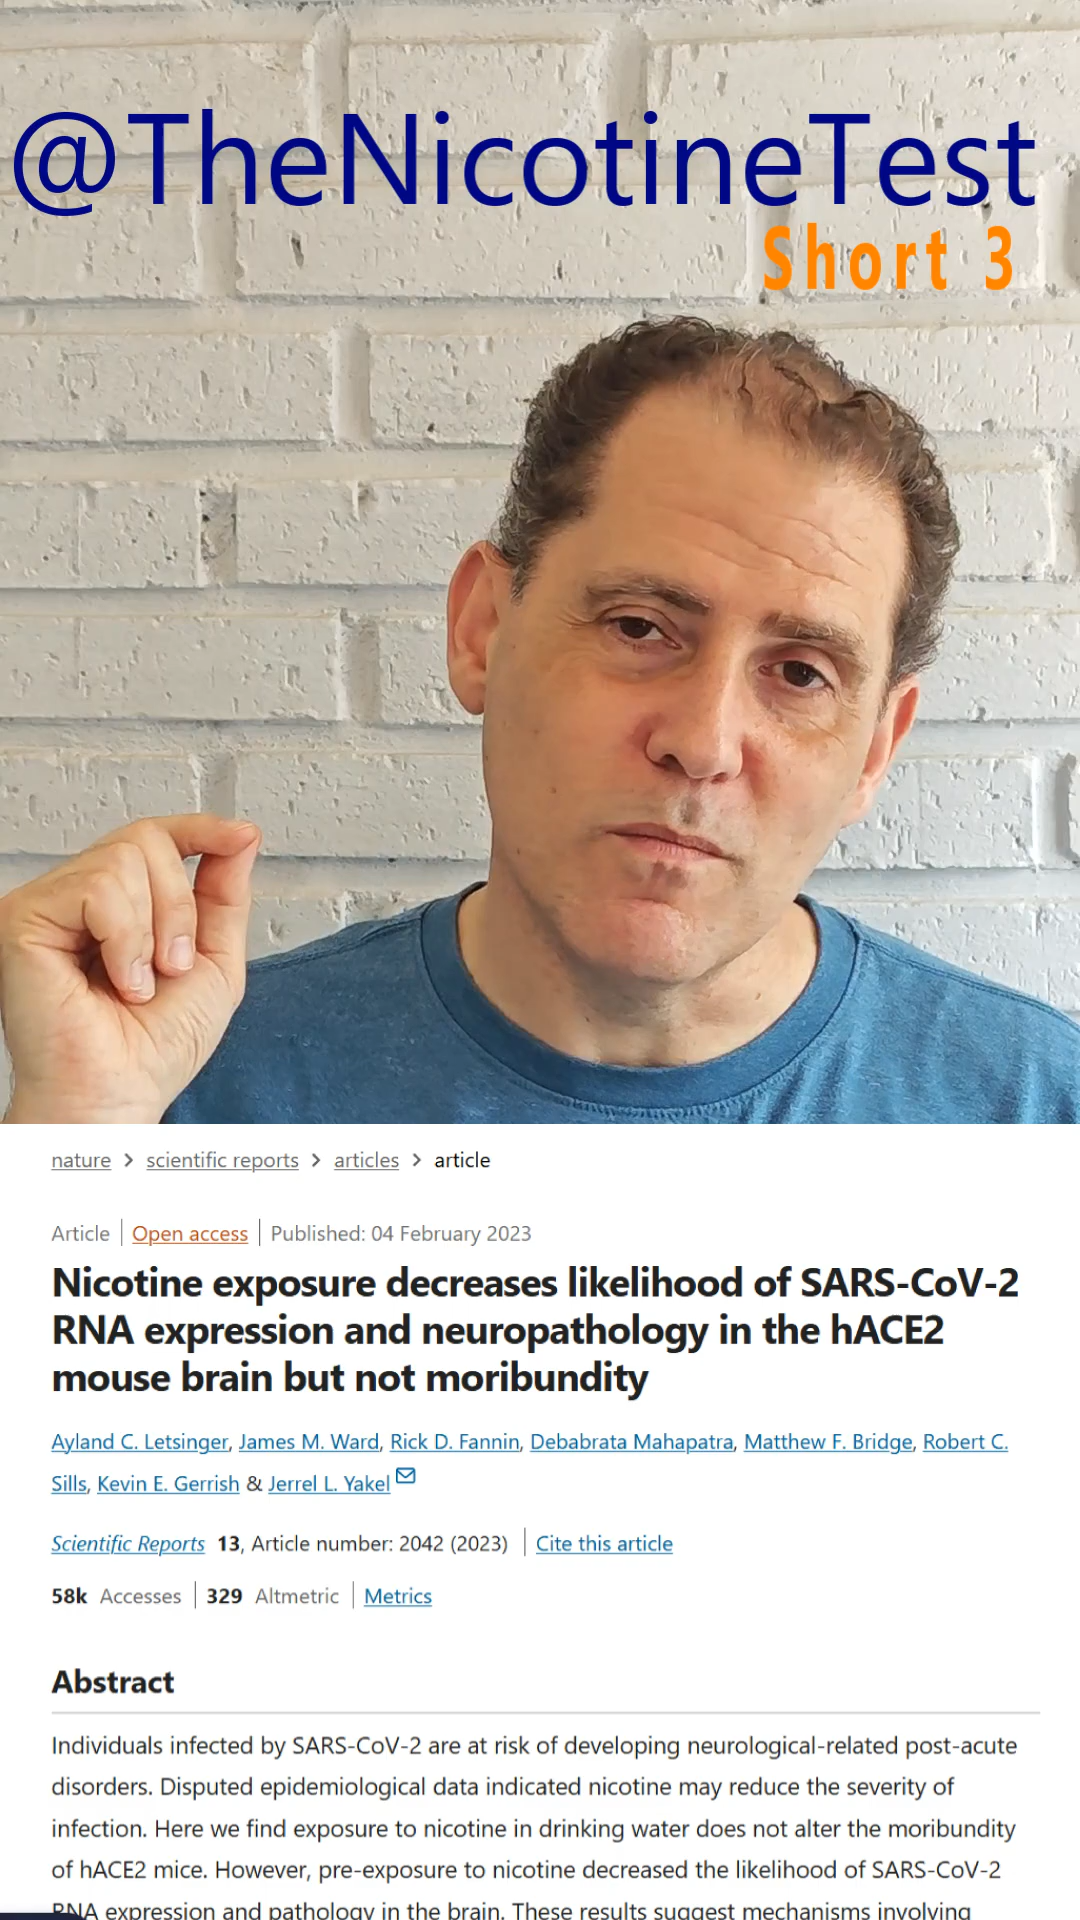 @TheNicotineTest
Short 3
nature > scientific reports > articles > article
Article | Open access | Published: 04 February 2023
Nicotine exposure decreases likelihood of SARS-CoV-2
RNA expression and neuropathology in the hACE2
mouse brain but not moribundity
Ayland C. Letsinger, James M. Ward, Rick D. Fannin, Debabrata Mahapatra, Matthew F. Bridge, Robert C.
Sills, Kevin E. Gerrish & Jerrel L. Yakel
Scientific Reports 13, Article number: 2042 (2023) | Cite this article
58k Accesses | 329 Altmetric | Metrics
Abstract
Individuals infected by SARS-CoV-2 are at risk of developing neurological-related post-acute
disorders. Disputed epidemiological data indicated nicotine may reduce the severity of
infection. Here we find exposure to nicotine in drinking water does not alter the moribundity
of hACE2 mice. However, pre-exposure to nicotine decreased the likelihood of SARS-CoV-2
RNA expression and pathology in the brain. These results suggest mechanisms involving